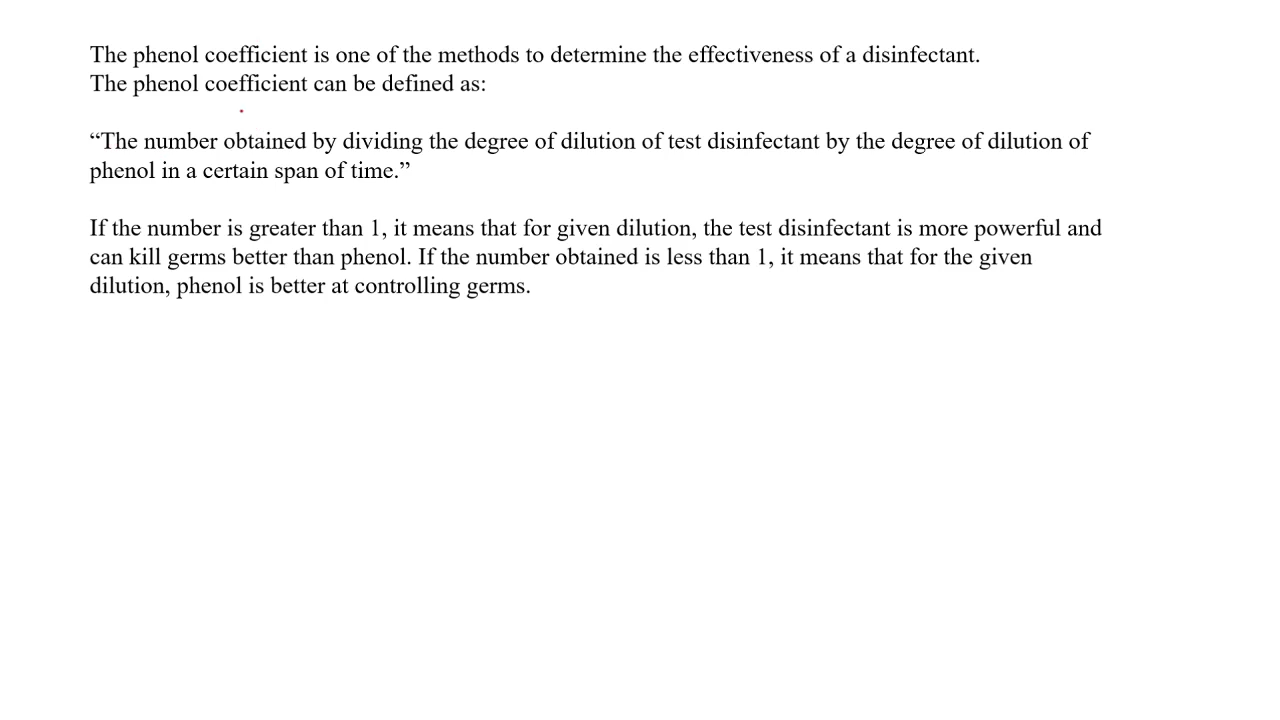 The phenol coefficient is one of the methods to determine the effectiveness of a disinfectant.
The phenol coefficient can be defined as:
“The number obtained by dividing the degree of dilution of test disinfectant by the degree of dilution of
phenol in a certain span of time.”
If the number is greater than 1, it means that for given dilution, the test disinfectant is more powerful and
can kill germs better than phenol. If the number obtained is less than 1, it means that for the given
dilution, phenol is better at controlling germs.